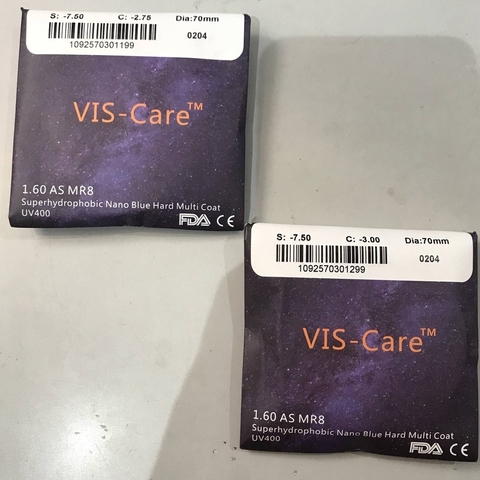 S: -7.50 C: -2.75 Dia:70mm
1092570301199 0204
VIS-Care™
1.60 AS MR8
Superhydrophobic Nano Blue Hard Multi Coat
UV400
FDA CE
S: -7.50 C: -3.00 Dia:70mm
1092570301299 0204
VIS-Care™
1.60 AS MR8
Superhydrophobic Nano Blue Hard Multi Coat
UV400
FDA CE